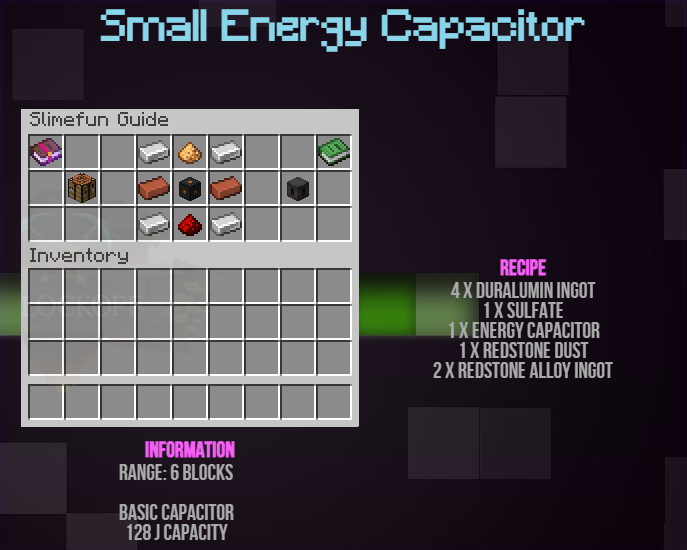 Small Energy Capacitor
Slimefun Guide
Inventory
LOCKOFF
RECIPE
4 X DURALUMIN INGOT
1 X SULFATE
1 X ENERGY CAPACITOR
1 X REDSTONE DUST
2 X REDSTONE ALLOY INGOT
INFORMATION
RANGE: 6 BLOCKS
BASIC CAPACITOR
128 J CAPACITY